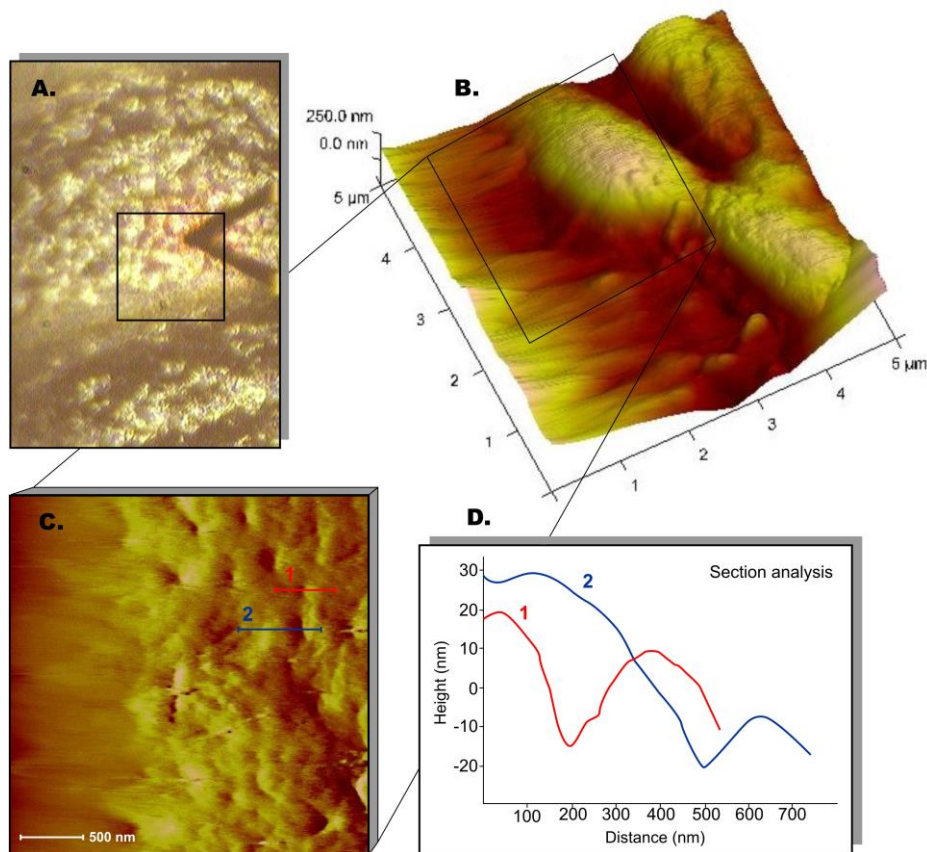 A.
B.
250.0 nm
0.0 nm
5 µm
4
3
2
1
1
2
3
4
5 µm
C.
1
2
500 nm
D.
Section analysis
Height (nm)
30
20
10
0
-10
-20
1
2
100 200 300 400 500 600 700
Distance (nm)